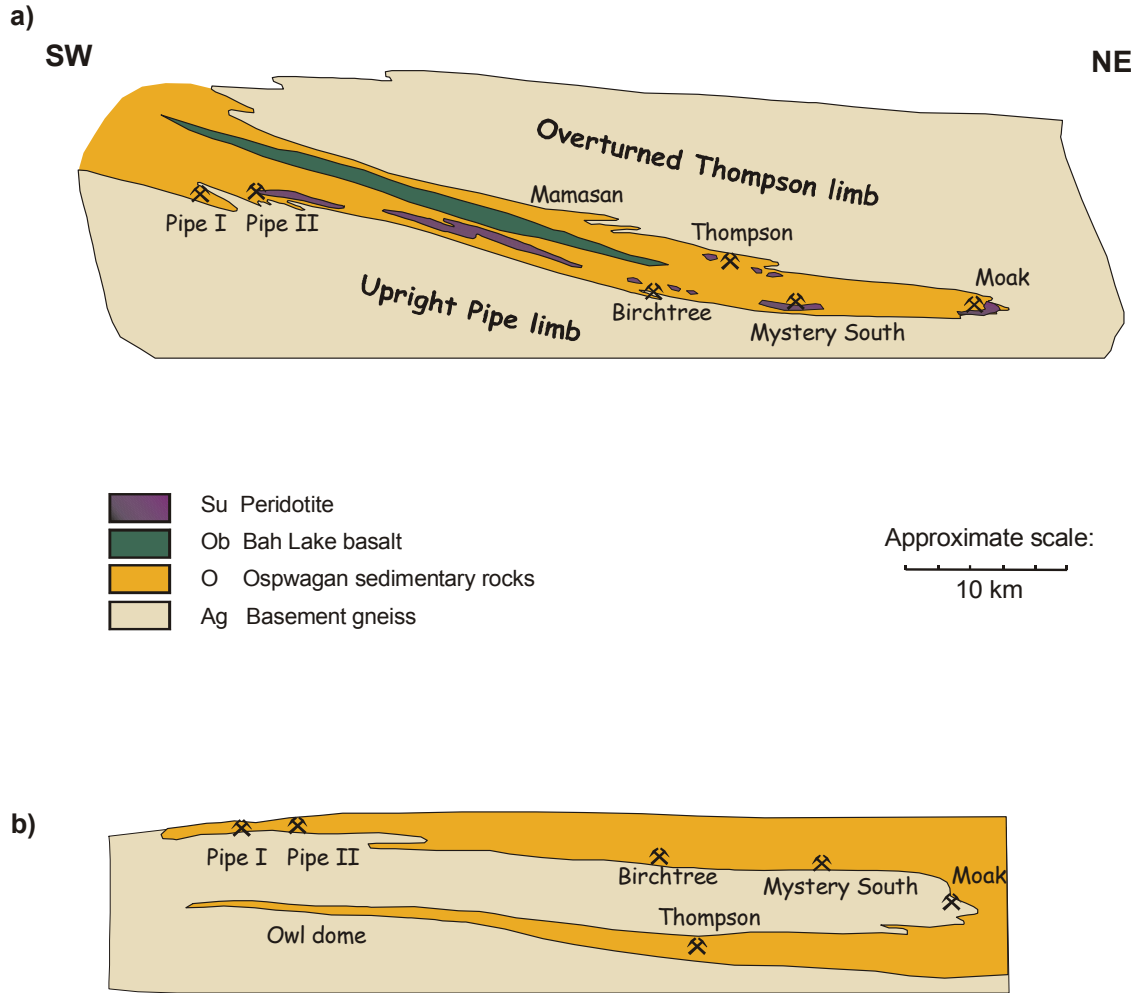 a)
SW
NE
Overturned Thompson limb
Mamasan
Thompson
Pipe I
Pipe II
Moak
Upright Pipe limb
Birchtree
Mystery South
Su Peridotite
Ob Bah Lake basalt
O Ospwagan sedimentary rocks
Ag Basement gneiss
Approximate scale:
10 km
b)
Pipe I
Pipe II
Birchtree
Mystery South
Moak
Thompson
Owl dome